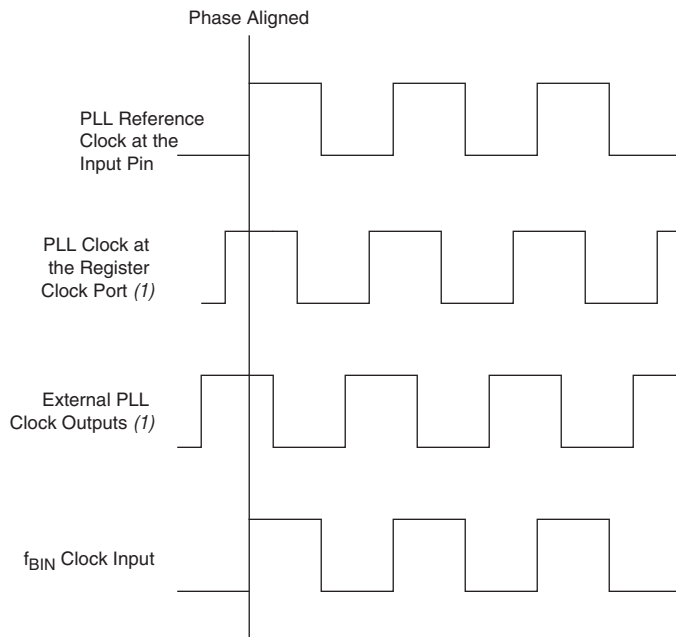 Phase Aligned
PLL Reference
Clock at the
Input Pin
PLL Clock at
the Register
Clock Port (1)
External PLL
Clock Outputs (1)
fBIN Clock Input